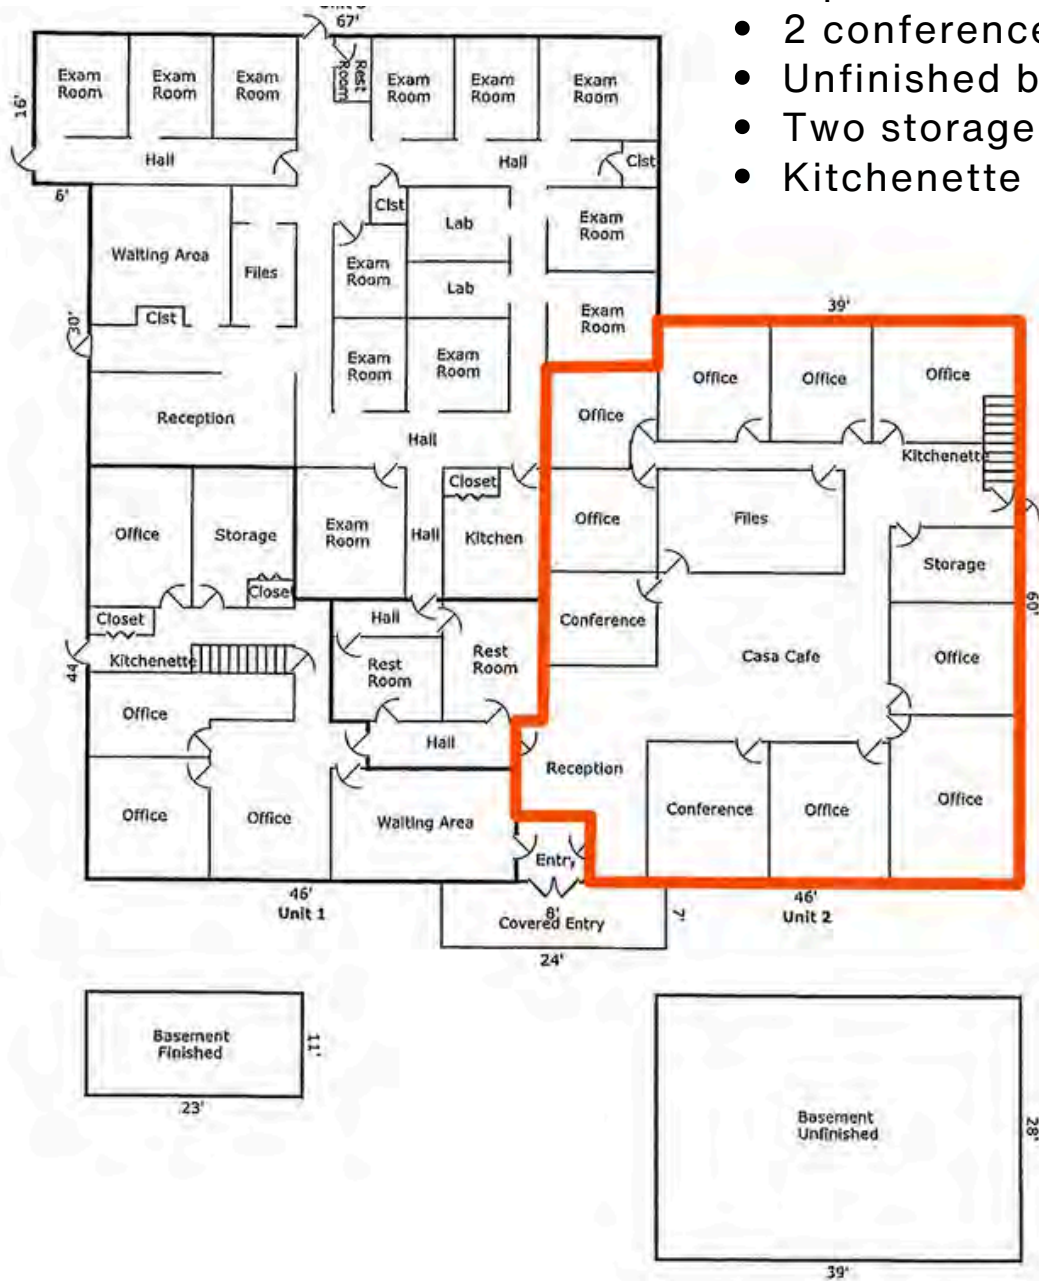 67'
• 2 conference
• Unfinished b
• Two storage
• Kitchenette
Exam Room
Exam Room
Exam Room
Rest Room
Exam Room
Exam Room
Exam Room
16'
Hall
Hall
Clst
6'
Clst
Lab
Exam Room
Waiting Area
Files
Exam Room
Lab
Clst
30'
Exam Room
39'
Exam Room
Exam Room
Office
Office
Office
Reception
Office
Hall
Kitchenette
Closet
Office
Storage
Exam Room
Hall
Kitchen
Office
Files
Storage
Closet
Closet
Hall
Conference
60'
Kitchenette
Rest Room
Rest Room
Casa Cafe
Office
44'
Office
Hall
Reception
Office
Office
Waiting Area
Conference
Office
Office
Entry
46'
Unit 1
8'
Covered Entry
7'
46'
Unit 2
24'
Basement
Finished
11'
23'
Basement
Unfinished
28'
39'